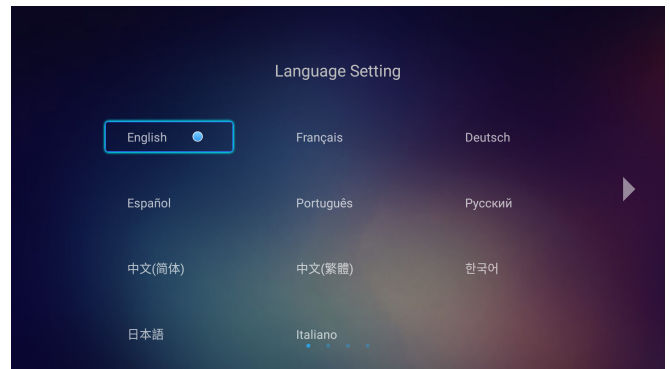 Language Setting
English
Français
Deutsch
Español
Português
Русский
中文(简体)
中文(繁體)
한국어
日本語
Italiano